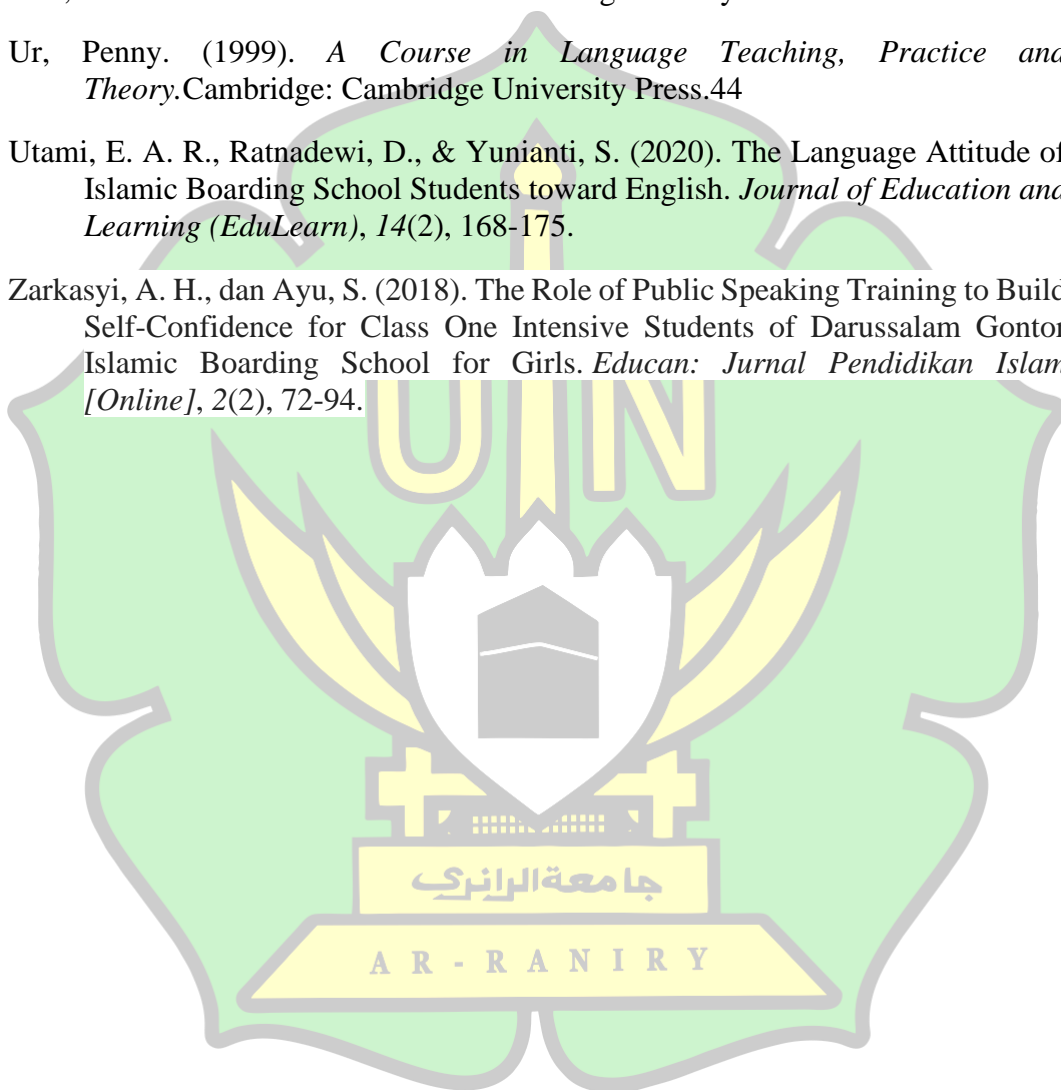 Ur, Penny. (1999). A Course in Language Teaching, Practice and
Theory.Cambridge: Cambridge University Press.44
Utami, E. A. R., Ratnadewi, D., & Yunianti, S. (2020). The Language Attitude of
Islamic Boarding School Students toward English. Journal of Education and
Learning (EduLearn), 14(2), 168-175.
Zarkasyi, A. H., dan Ayu, S. (2018). The Role of Public Speaking Training to Build
Self-Confidence for Class One Intensive Students of Darussalam Gontor
Islamic Boarding School for Girls. Educan: Jurnal Pendidikan Islam
[Online], 2(2), 72-94.
UIN
جامعة الرانري
AR-RANIRY